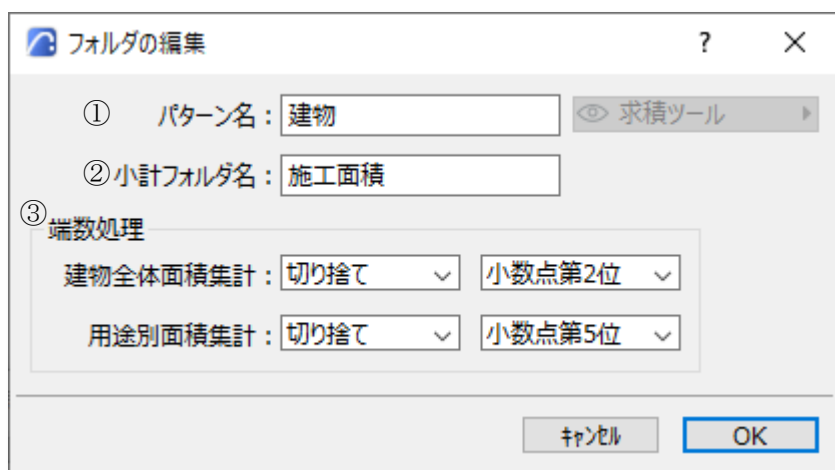 フォルダの編集 ?
① パターン名： 建物 求積ツール
② 小計フォルダ名： 施工面積
③ 端数処理
建物全体面積集計： 切り捨て 小数点第2位
用途別面積集計： 切り捨て 小数点第5位
ｷｬﾝｾﾙ OK